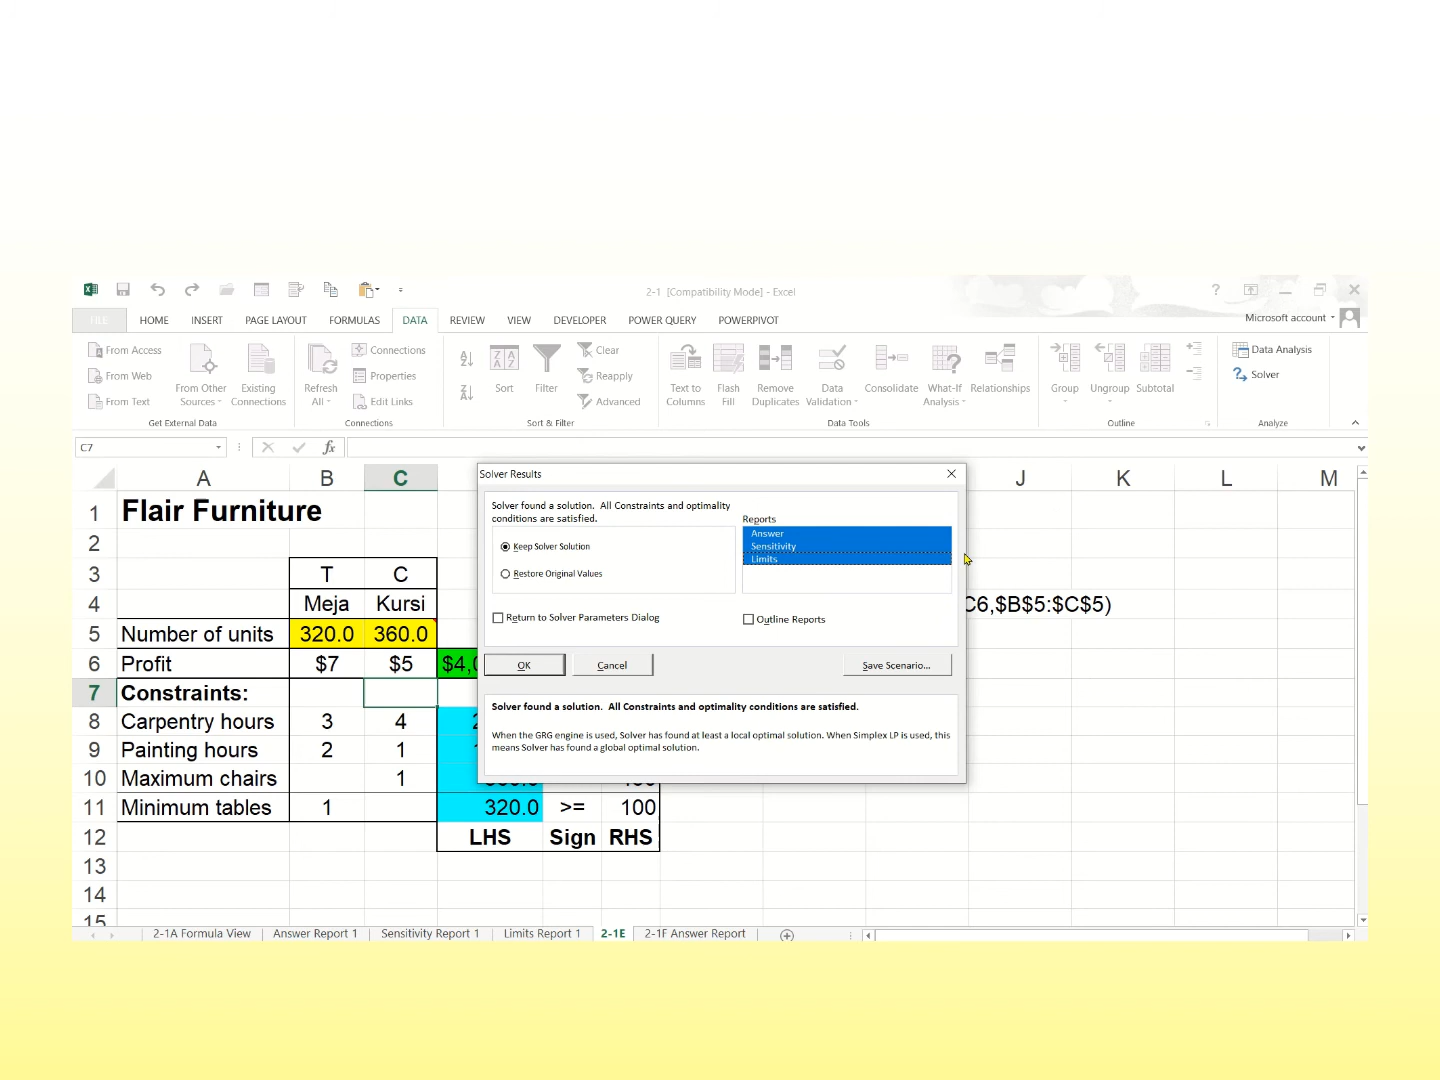 2-1 [Compatibility Mode] - Excel
?
FILE HOME INSERT PAGE LAYOUT FORMULAS DATA REVIEW VIEW DEVELOPER POWER QUERY POWERPIVOT
Microsoft account
From Access
From Web
From Text
From Other Sources
Existing Connections
Get External Data
Refresh All
Connections
Properties
Edit Links
Connections
Sort
Filter
Clear
Reapply
Advanced
Sort & Filter
Text to Columns
Flash Fill
Remove Duplicates
Data Validation
Consolidate
What-If Analysis
Relationships
Data Tools
Group
Ungroup
Subtotal
Outline
Data Analysis
Solver
Analyze
C7
fx
A B C J K L M
1 Flair Furniture
2
3 T C
4 Meja Kursi C6,$B$5:$C$5)
5 Number of units 320.0 360.0
6 Profit $7 $5
7 Constraints:
8 Carpentry hours 3 4
9 Painting hours 2 1
10 Maximum chairs 1
11 Minimum tables 1 320.0 >= 100
12 LHS Sign RHS
13
14
15
Solver Results
Solver found a solution. All Constraints and optimality
conditions are satisfied.
Keep Solver Solution
Restore Original Values
Reports
Answer
Sensitivity
Limits
Return to Solver Parameters Dialog
Outline Reports
OK Cancel Save Scenario...
Solver found a solution. All Constraints and optimality conditions are satisfied.
When the GRG engine is used, Solver has found at least a local optimal solution. When Simplex LP is used, this
means Solver has found a global optimal solution.
2-1A Formula View Answer Report 1 Sensitivity Report 1 Limits Report 1 2-1E 2-1F Answer Report